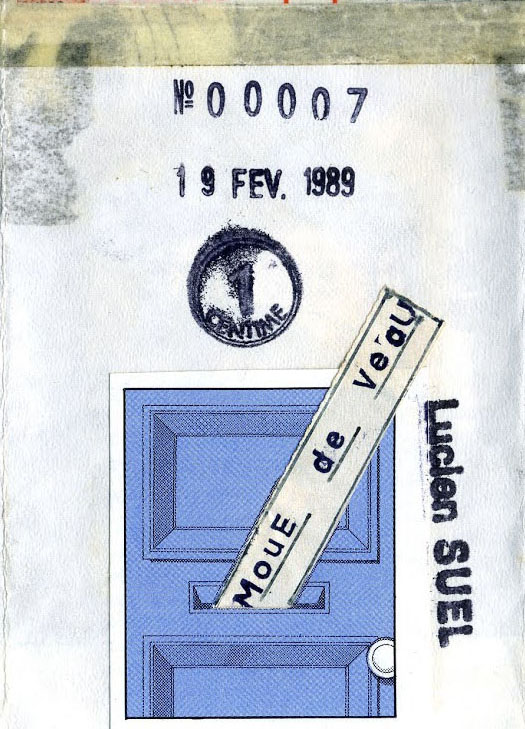 Nº 00007
19 FEV. 1989
1
CENTIME
MouE de VeaU
Lucien SUEL